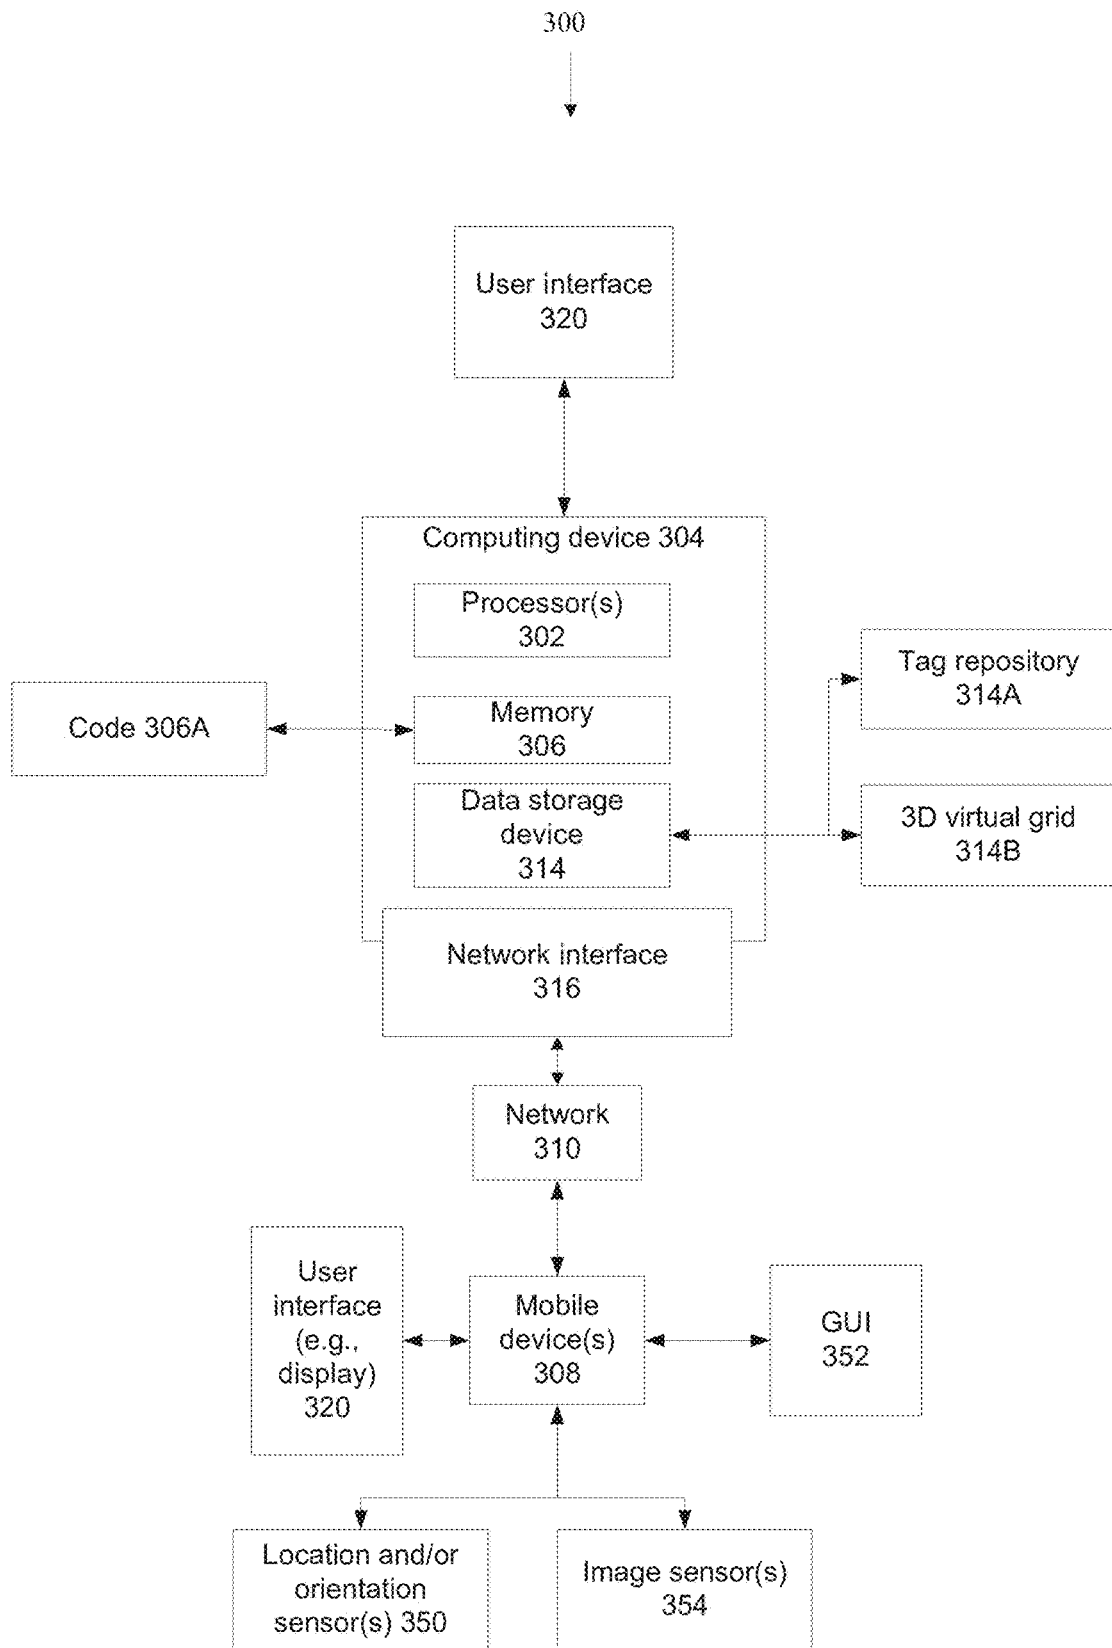 300
User interface
320
Computing device 304
Processor(s)
302
Code 306A
Memory
306
Data storage
device
314
Tag repository
314A
3D virtual grid
314B
Network interface
316
Network
310
User
interface
(e.g.,
display)
320
Mobile
device(s)
308
GUI
352
Location and/or
orientation
sensor(s) 350
Image sensor(s)
354